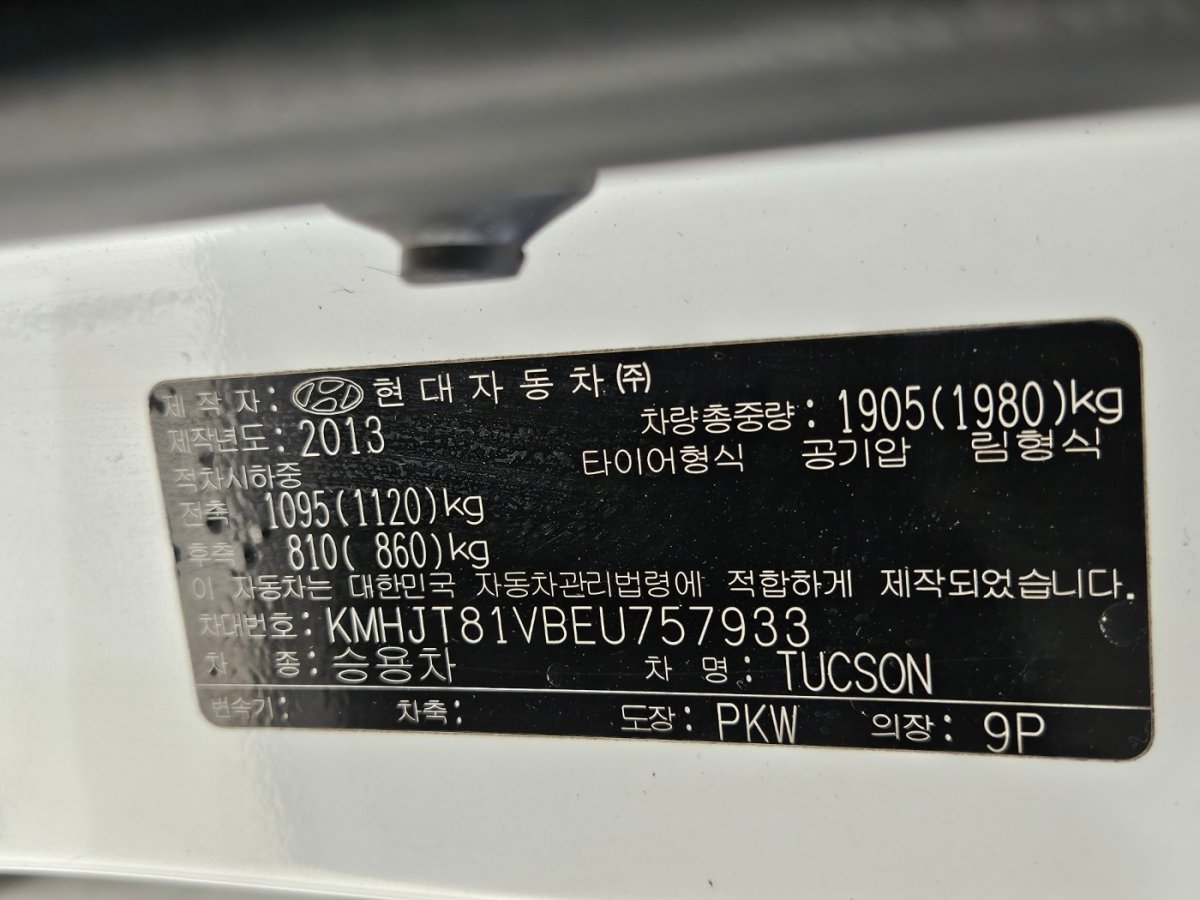 제 작 자 : 현대자동차㈜
차량총중량 : 1905(1980)kg
제작년도 : 2013
타이어형식 공기압 림형식
적차시하중
전축 1095(1120)kg
후축 810( 860)kg
이 자동차는 대한민국 자동차관리법령에 적합하게 제작되었습니다.
차대번호 : KMHJT81VBEU757933
차 종 : 승용차 차 명 : TUCSON
변속기 : 차축 : 도장 : PKW 의장 : 9P